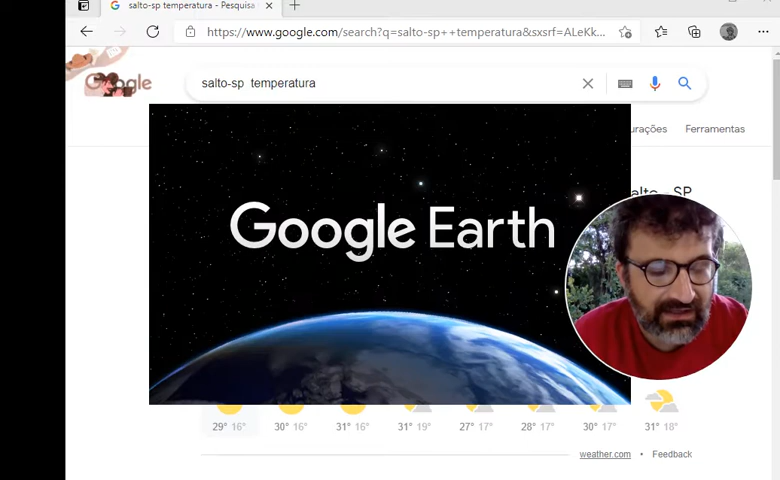 salto-sp temperatura - Pesquisa
https://www.google.com/search?q=salto-sp++temperatura&sxsrf=ALeKk...
Google
salto-sp temperatura
Ferramentas
SP
Google Earth
29° 16° 30° 16° 31° 16° 31° 19° 27° 17° 28° 17° 30° 17° 31° 18°
weather.com • Feedback